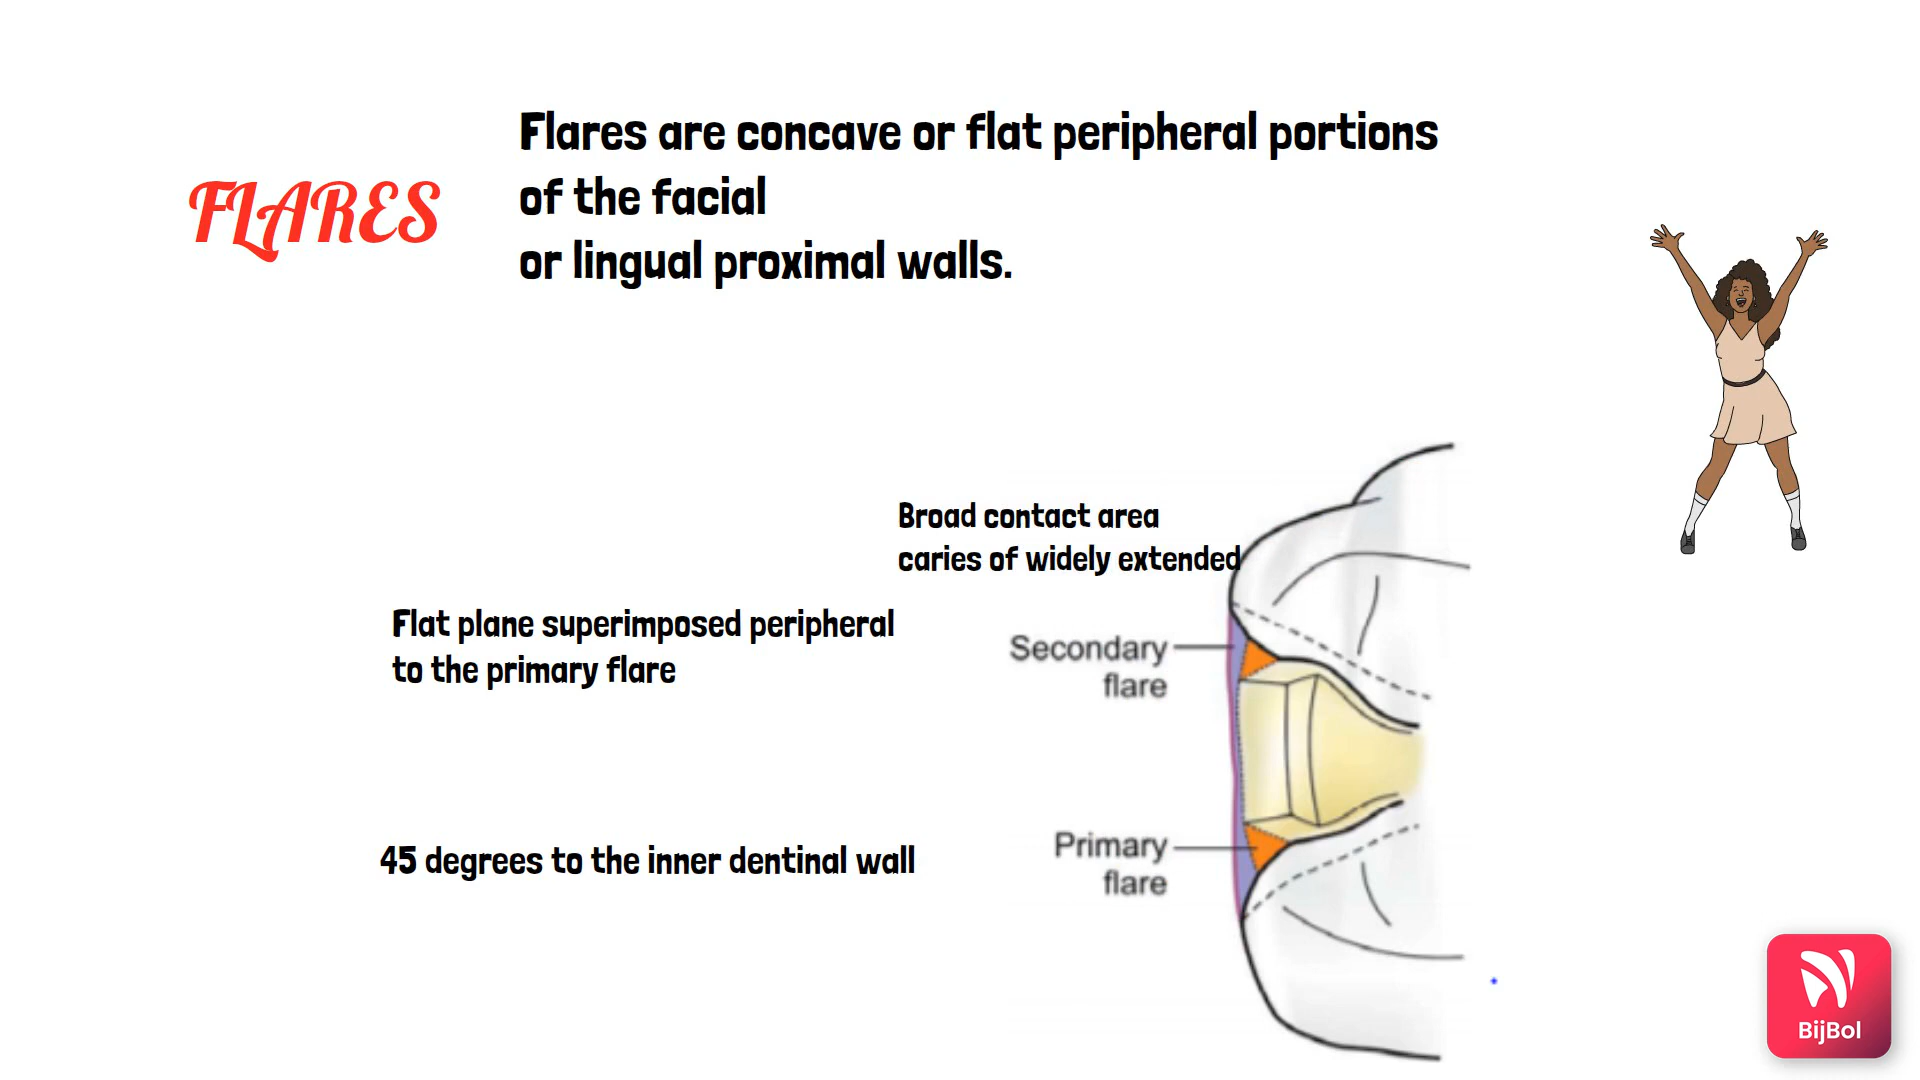 FLARES
Flares are concave or flat peripheral portions
of the facial
or lingual proximal walls.
Broad contact area
caries of widely extended
Flat plane superimposed peripheral
to the primary flare
Secondary
flare
45 degrees to the inner dentinal wall
Primary
flare
BijBol